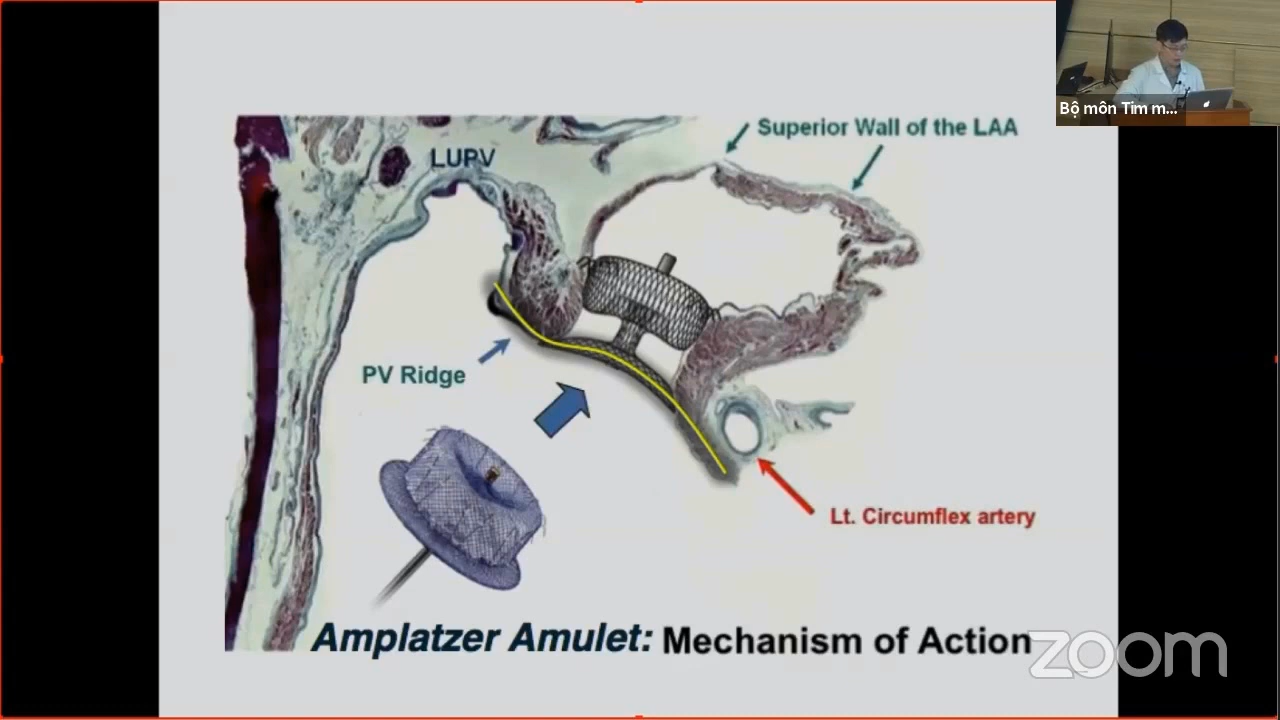 Bộ môn Tim m...
Superior Wall of the LAA
LUPV
PV Ridge
Lt. Circumflex artery
Amplatzer Amulet: Mechanism of Action
zoom